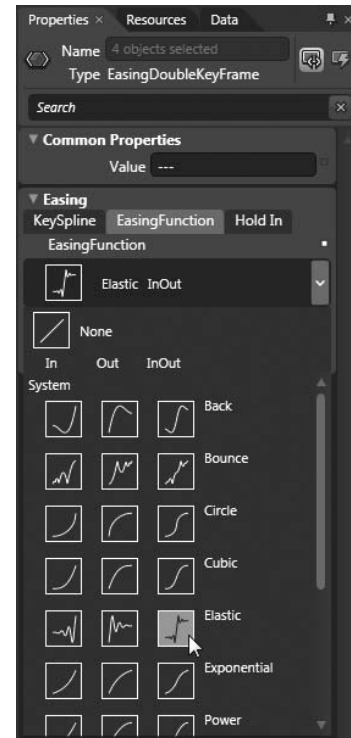 Properties × Resources Data
Name 4 objects selected
Type EasingDoubleKeyFrame
Search
Common Properties
Value ---
Easing
KeySpline EasingFunction Hold In
EasingFunction
Elastic InOut
None
In Out InOut
System
Back
Bounce
Circle
Cubic
Elastic
Exponential
Power